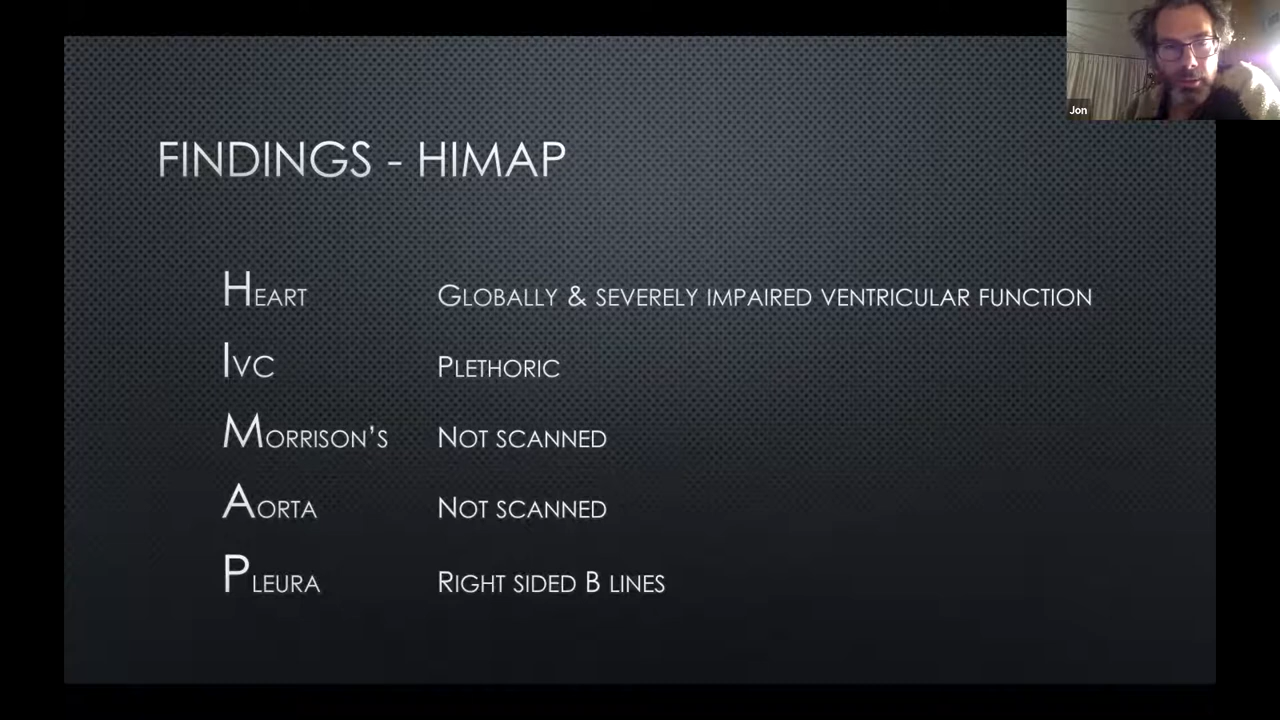 Jon
FINDINGS - HIMAP
HEART GLOBALLY & SEVERELY IMPAIRED VENTRICULAR FUNCTION
IVC PLETHORIC
MORRISON'S NOT SCANNED
AORTA NOT SCANNED
PLEURA RIGHT SIDED B LINES